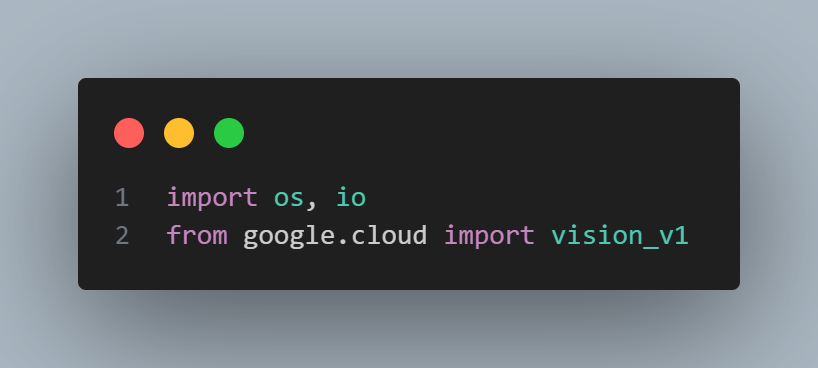 1 import os, io
2 from google.cloud import vision_v1